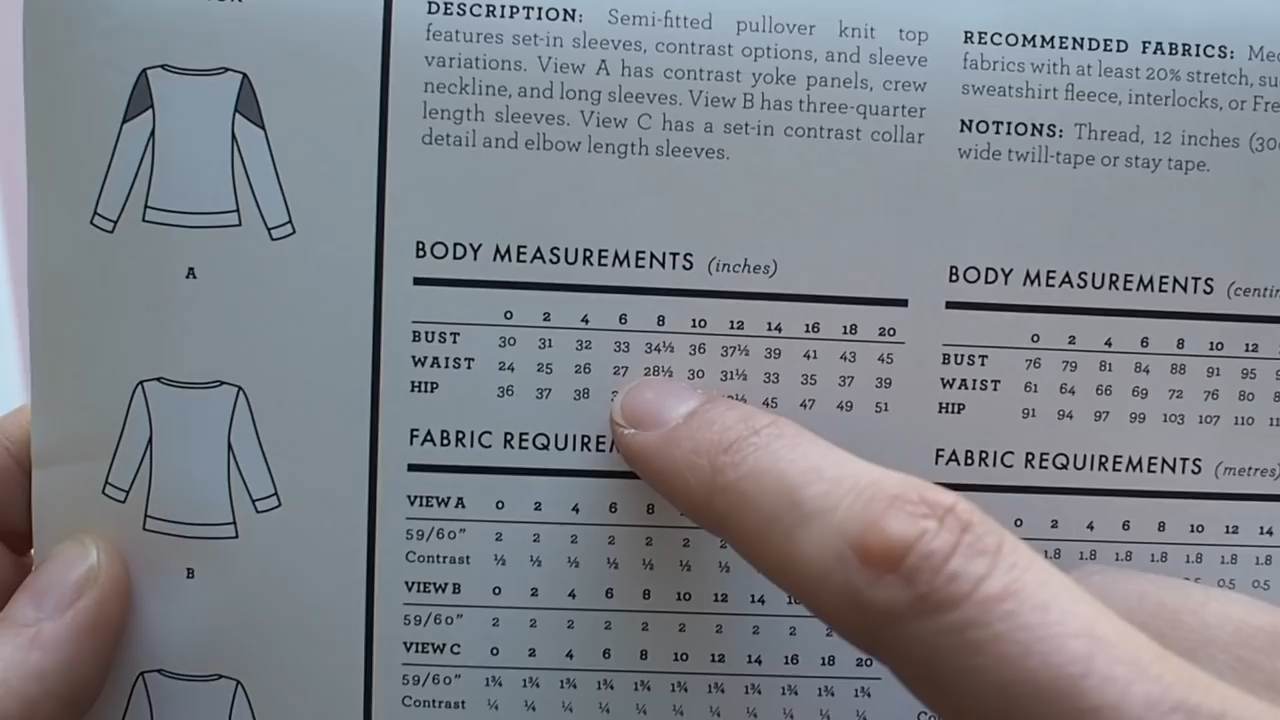 A
B
DESCRIPTION: Semi-fitted pullover knit top
features set-in sleeves, contrast options, and sleeve
variations. View A has contrast yoke panels, crew
neckline, and long sleeves. View B has three-quarter
length sleeves. View C has a set-in contrast collar
detail and elbow length sleeves.
BODY MEASUREMENTS (inches)
0 2 4 6 8 10 12 14 16 18 20
BUST 30 31 32 33 34½ 36 37½ 39 41 43 45
WAIST 24 25 26 27 28½ 30 31½ 33 35 37 39
HIP 36 37 38 45 47 49 51
FABRIC
VIEW A 0 2 4 6 8
59/60" 2 2 2 2 2 2 2
Contrast ½ ½ ½ ½ ½ ½ ½
VIEW B 0 2 4 6 8 10 12 14
59/60" 2 2 2 2 2 2 2 2 2 2
VIEW C 0 2 4 6 8 10 12 14 16 18 20
59/60" 1¾ 1¾ 1¾ 1¾ 1¾ 1¾ 1¾ 1¾ 1¾ 1¾ 1¾
Contrast ¼ ¼ ¼ ¼ ¼ ¼ ¼ ¼ ¼ ¼ ¼
RECOMMENDED FABRICS:
fabrics with at least 20% stretch,
sweatshirt fleece, interlocks, or
NOTIONS: Thread, 12 inches
wide twill-tape or stay tape.
BODY MEASUREMENTS
0 2 4 6 8 10 12
BUST 76 79 81 84 88 91 95
WAIST 61 64 66 69 72 76 80
HIP 91 94 97 99 103 107 110
FABRIC REQUIREMENTS (metres)
0 2 4 6 8 10 12 14
1.8 1.8 1.8 1.8 1.8 1.8 1.8
0.5 0.5